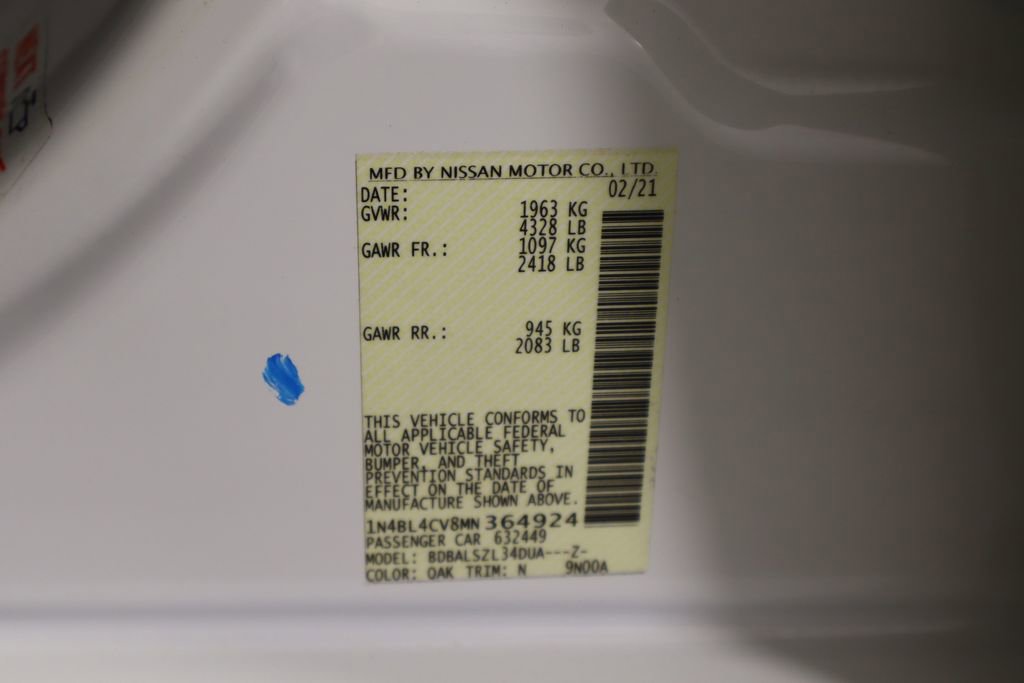 MFD BY NISSAN MOTOR CO., LTD.
DATE: 02/21
GVWR: 1963 KG
4328 LB
GAWR FR.: 1097 KG
2418 LB
GAWR RR.: 945 KG
2083 LB
THIS VEHICLE CONFORMS TO
ALL APPLICABLE FEDERAL
MOTOR VEHICLE SAFETY,
BUMPER, AND THEFT
PREVENTION STANDARDS IN
EFFECT ON THE DATE OF
MANUFACTURE SHOWN ABOVE.
1N4BL4CV8MN364924
PASSENGER CAR 632449
MODEL: BDBALSZL34DUA---Z-
COLOR: OAK TRIM: N 9N00A